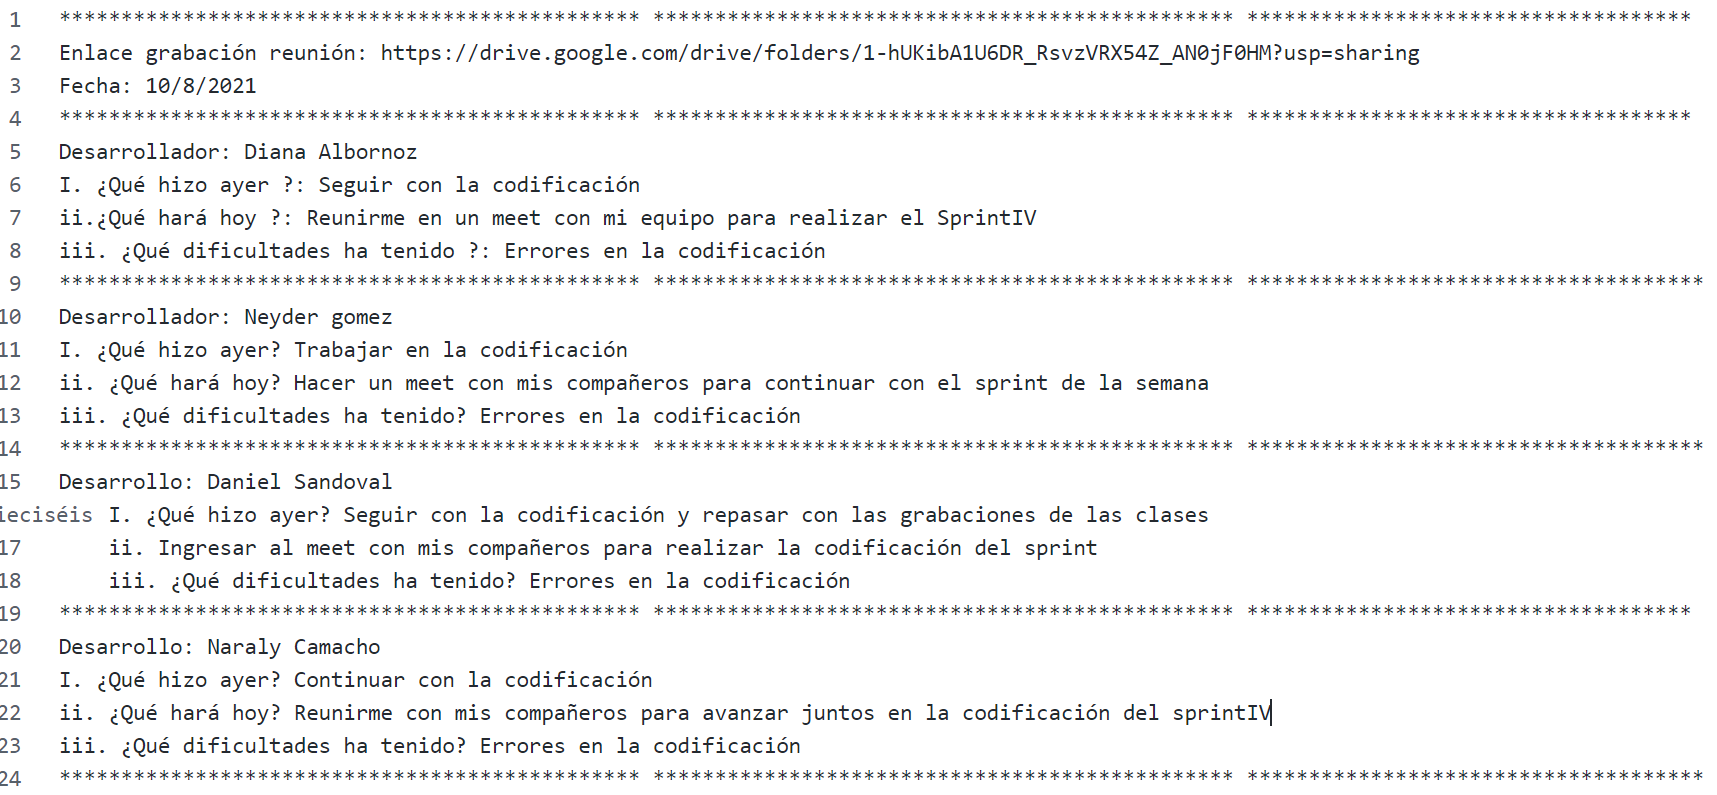 1 *********************************************** *********************************************** ************************************
2 Enlace grabación reunión: https://drive.google.com/drive/folders/1-hUKibA1U6DR_RsvzVRX54Z_AN0jF0HM?usp=sharing
3 Fecha: 10/8/2021
4 *********************************************** *********************************************** ************************************
5 Desarrollador: Diana Albornoz
6 I. ¿Qué hizo ayer ?: Seguir con la codificación
7 ii.¿Qué hará hoy ?: Reunirme en un meet con mi equipo para realizar el SprintIV
8 iii. ¿Qué dificultades ha tenido ?: Errores en la codificación
9 *********************************************** *********************************************** *************************************
10 Desarrollador: Neyder gomez
11 I. ¿Qué hizo ayer? Trabajar en la codificación
12 ii. ¿Qué hará hoy? Hacer un meet con mis compañeros para continuar con el sprint de la semana
13 iii. ¿Qué dificultades ha tenido? Errores en la codificación
14 *********************************************** *********************************************** *************************************
15 Desarrollo: Daniel Sandoval
ieciséis I. ¿Qué hizo ayer? Seguir con la codificación y repasar con las grabaciones de las clases
17 ii. Ingresar al meet con mis compañeros para realizar la codificación del sprint
18 iii. ¿Qué dificultades ha tenido? Errores en la codificación
19 *********************************************** *********************************************** ************************************
20 Desarrollo: Naraly Camacho
21 I. ¿Qué hizo ayer? Continuar con la codificación
22 ii. ¿Qué hará hoy? Reunirme con mis compañeros para avanzar juntos en la codificación del sprintIV
23 iii. ¿Qué dificultades ha tenido? Errores en la codificación
24 *********************************************** *********************************************** *************************************